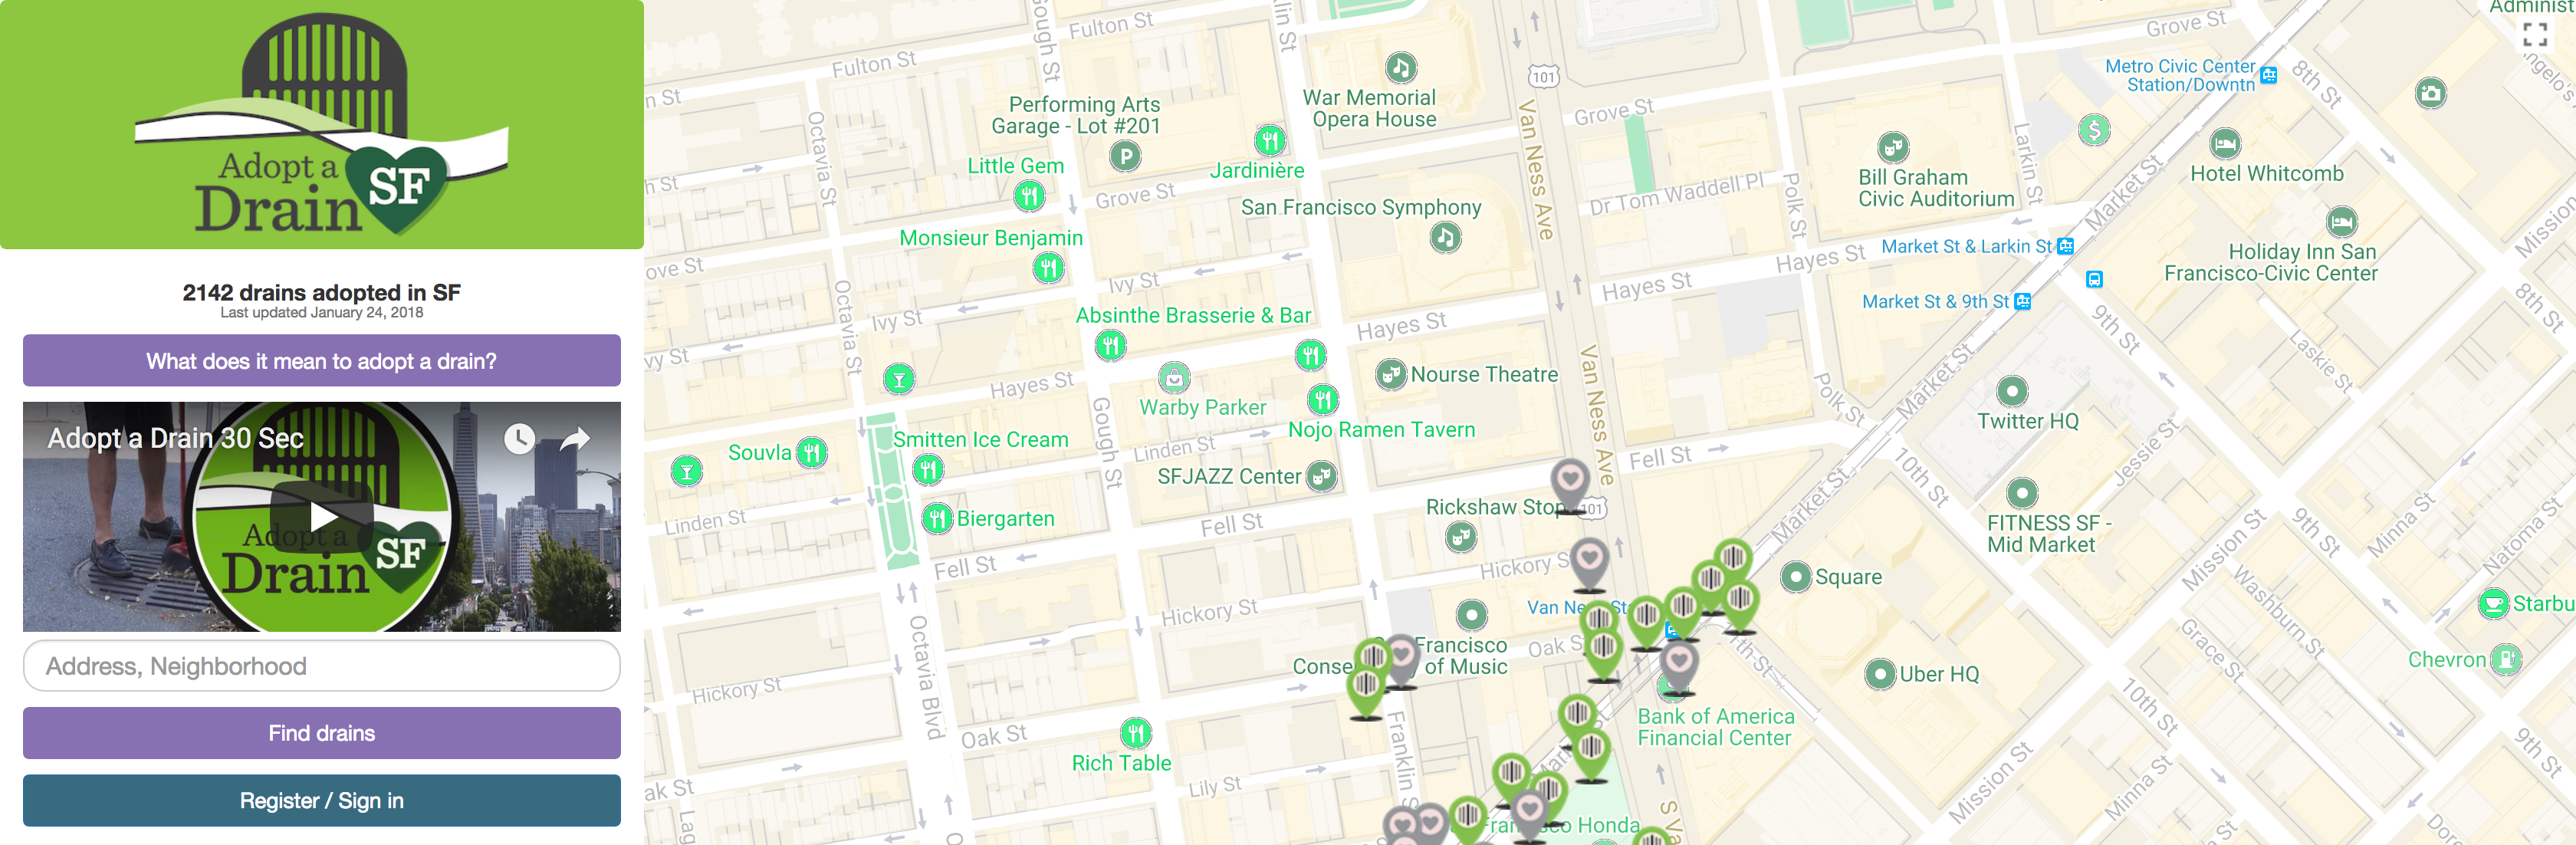 Adopt a
Drain
SF
2142 drains adopted in SF
Last updated January 24, 2018
What does it mean to adopt a drain?
Adopt a Drain 30 Sec
Adopt a
Drain
SF
Address, Neighborhood
Find drains
Register / Sign in
Fulton St
Fulton St
Gough St
Octavia St
Performing Arts
Garage - Lot #201
P
War Memorial
Opera House
Little Gem
Jardinière
Grove St
San Francisco Symphony
Monsieur Benjamin
Ivy St
Ivy St
Octavia St
Absinthe Brasserie & Bar
Hayes St
Hayes St
Warby Parker
Nourse Theatre
Nojo Ramen Tavern
Gough St
Souvla
Smitten Ice Cream
Linden St
Linden St
SFJAZZ Center
Biergarten
Fell St
Fell St
Rickshaw Stop
Hickory St
Hickory St
Octavia Blvd
Oak St
Rich Table
Lily St
Franklin S
101
Van Ness Ave
Van Ness Ave
101
Grove St
Grove St
Dr Tom Waddell Pl
Polk St
Polk St
Larkin St
Bill Graham
Civic Auditorium
Hayes St
Hayes St
Fell St
Metro Civic Center
Station/Downtn
$
Hotel Whitcomb
Holiday Inn San
Francisco-Civic Center
Market St & Larkin St
Market St & 9th St
Market St
Market St
Market St
8th St
8th St
9th St
9th St
9th St
10th St
10th St
Laskie St
Twitter HQ
FITNESS SF -
Mid Market
Jessie St
Mission St
Mission St
Minna St
Minna St
Natoma St
Washburn St
Grace St
Square
Uber HQ
Chevron
Starbu
Francisco
of Music
Oak S
Bank of America
Financial Center
Honda